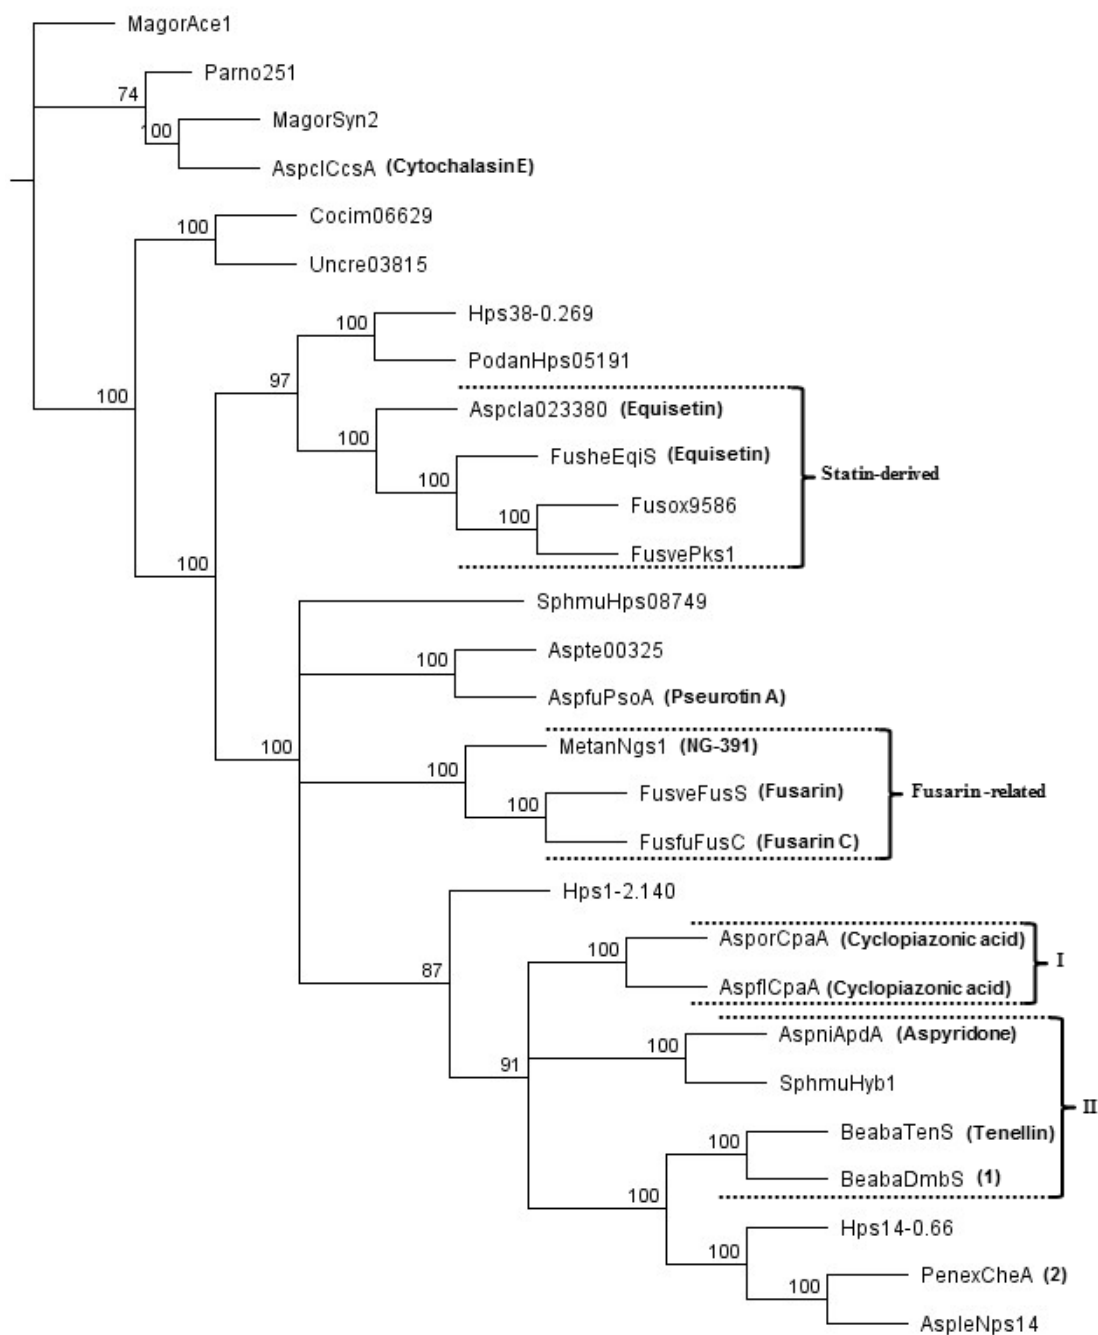 MagorAce1
Parno251
74
MagorSyn2
100
AspclCcsA (Cytochalasin E)
Cocim06629
100
Uncre03815
Hps38-0.269
100
PodanHps05191
97
100
Aspcla023380 (Equisetin)
100
FusheEqiS (Equisetin)
Statin-derived
100
Fusox9586
100
FusvePks1
100
SphmuHps08749
Aspte00325
100
AspfuPsoA (Pseurotin A)
100
MetanNgs1 (NG-391)
100
FusveFusS (Fusarin)
Fusarin-related
100
FusfuFusC (Fusarin C)
Hps1-2.140
AsporCpaA (Cyclopiazonic acid)
100
I
87
AspflCpaA (Cyclopiazonic acid)
AspniApdA (Aspyridone)
100
91
SphmuHyb1
II
BeabaTenS (Tenellin)
100
BeabaDmbS (1)
100
Hps14-0.66
100
PenexCheA (2)
100
AspleNps14